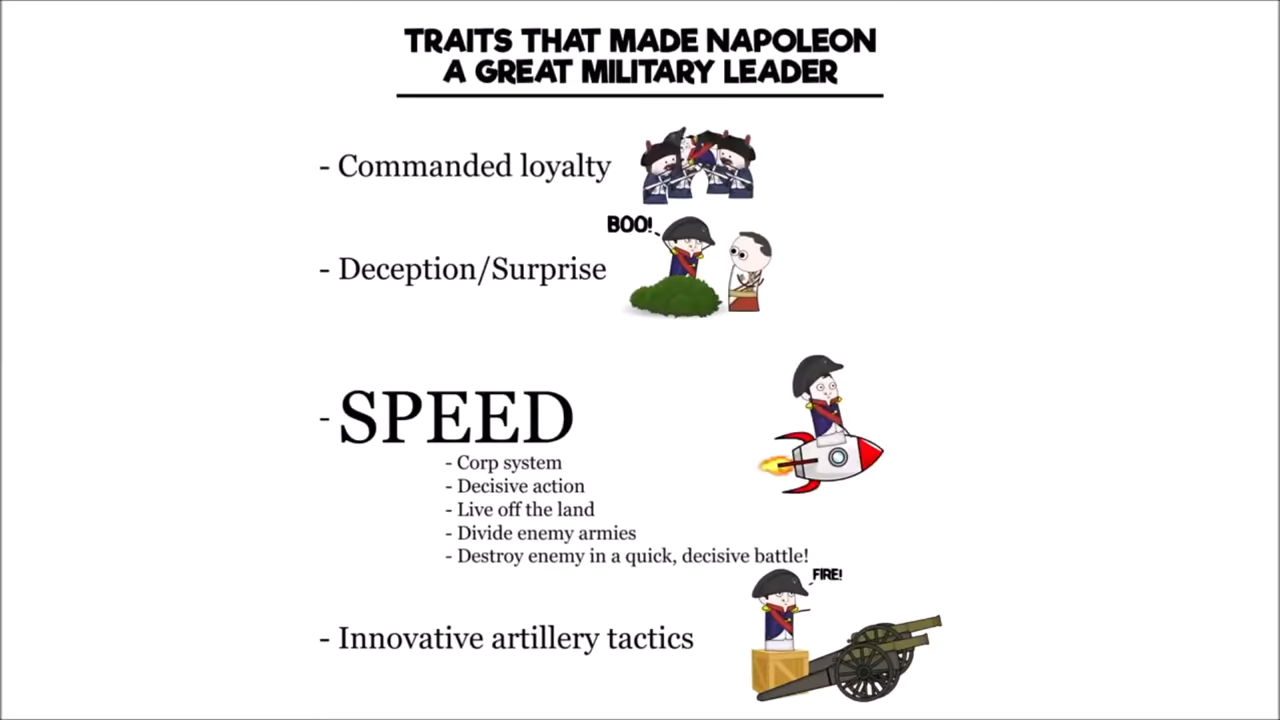 TRAITS THAT MADE NAPOLEON
A GREAT MILITARY LEADER
- Commanded loyalty
BOO!
- Deception/Surprise
- SPEED
- Corp system
- Decisive action
- Live off the land
- Divide enemy armies
- Destroy enemy in a quick, decisive battle!
FIRE!
- Innovative artillery tactics